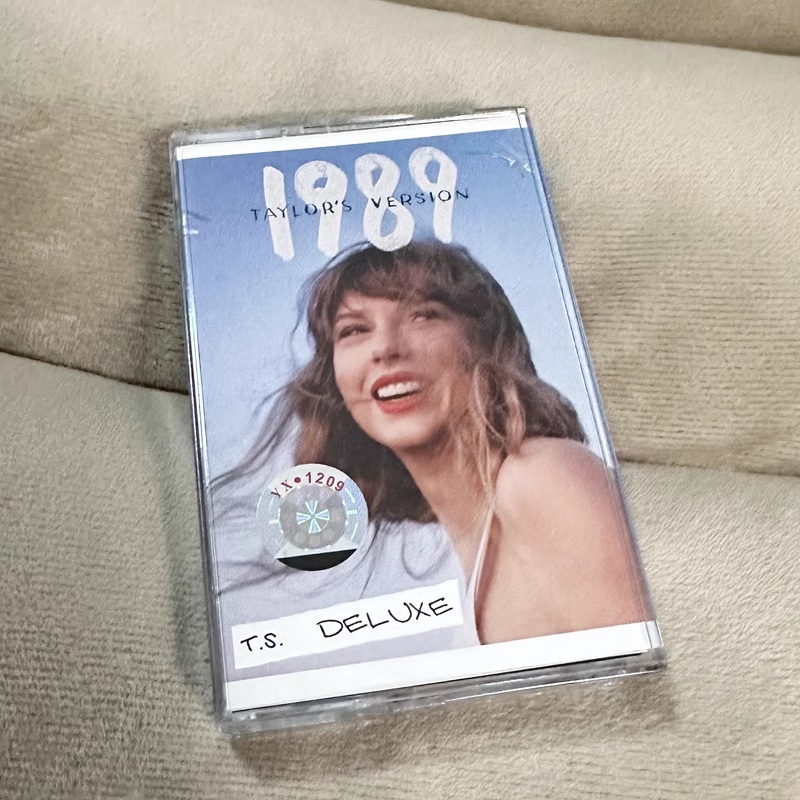 1989
TAYLOR'S VERSION
YX•1209
T.S. DELUXE